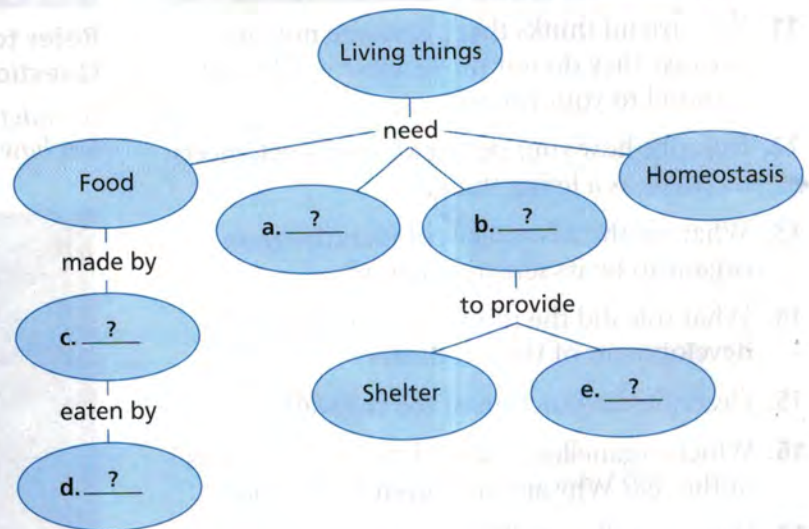 Living things
need
Food
a. ?
b. ?
Homeostasis
made by
to provide
c. ?
Shelter
e. ?
eaten by
d. ?